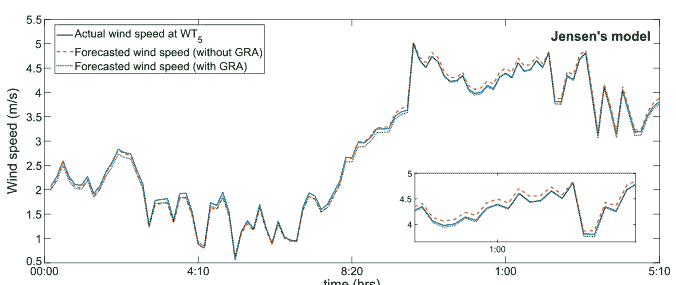 5.5
5
4.5
4
3.5
3
2.5
2
1.5
1
0.5
Wind speed (m/s)
Actual wind speed at WT5
Forecasted wind speed (without GRA)
Forecasted wind speed (with GRA)
Jensen's model
5
4.5
4
1:00
00:00 4:10 8:20 1:00 5:10
time (hrs)